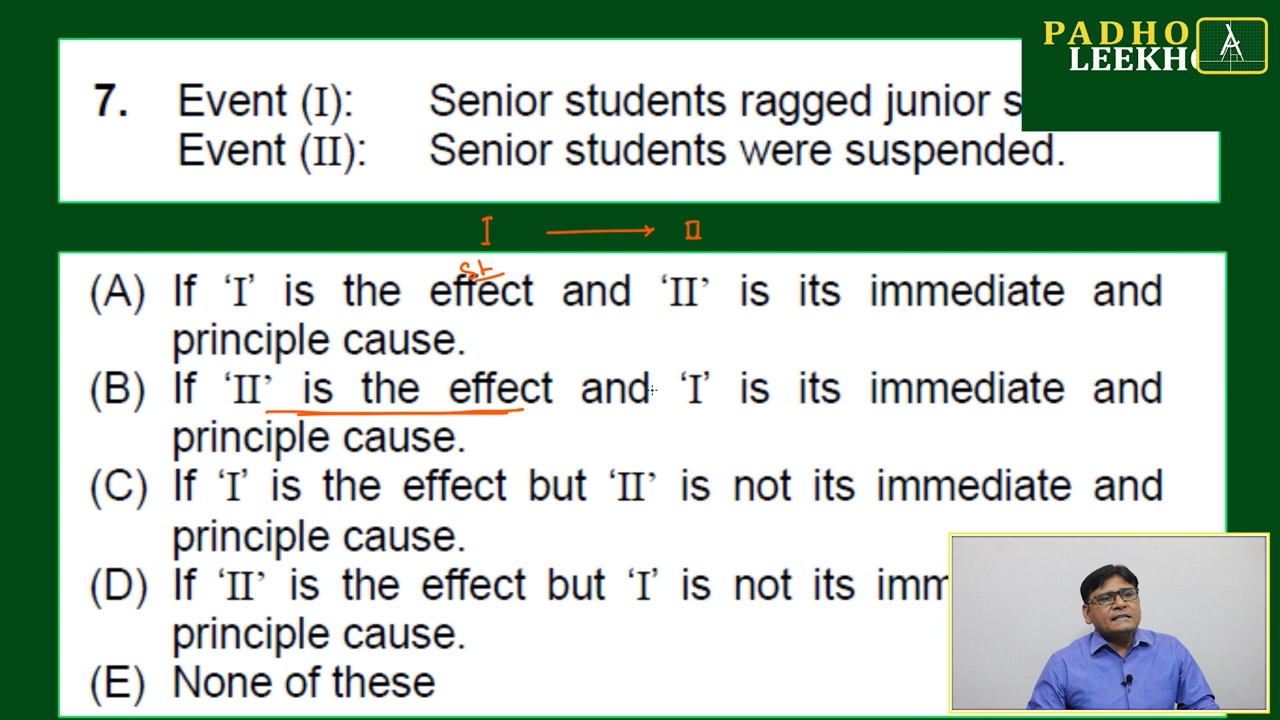 PADHO
LEEKHO
7. Event (I): Senior students ragged junior s
Event (II): Senior students were suspended.
I → II
St
(A) If ‘I’ is the effect and ‘II’ is its immediate and
principle cause.
(B) If ‘II’ is the effect and ‘I’ is its immediate and
principle cause.
(C) If ‘I’ is the effect but ‘II’ is not its immediate and
principle cause.
(D) If ‘II’ is the effect but ‘I’ is not its imm
principle cause.
(E) None of these